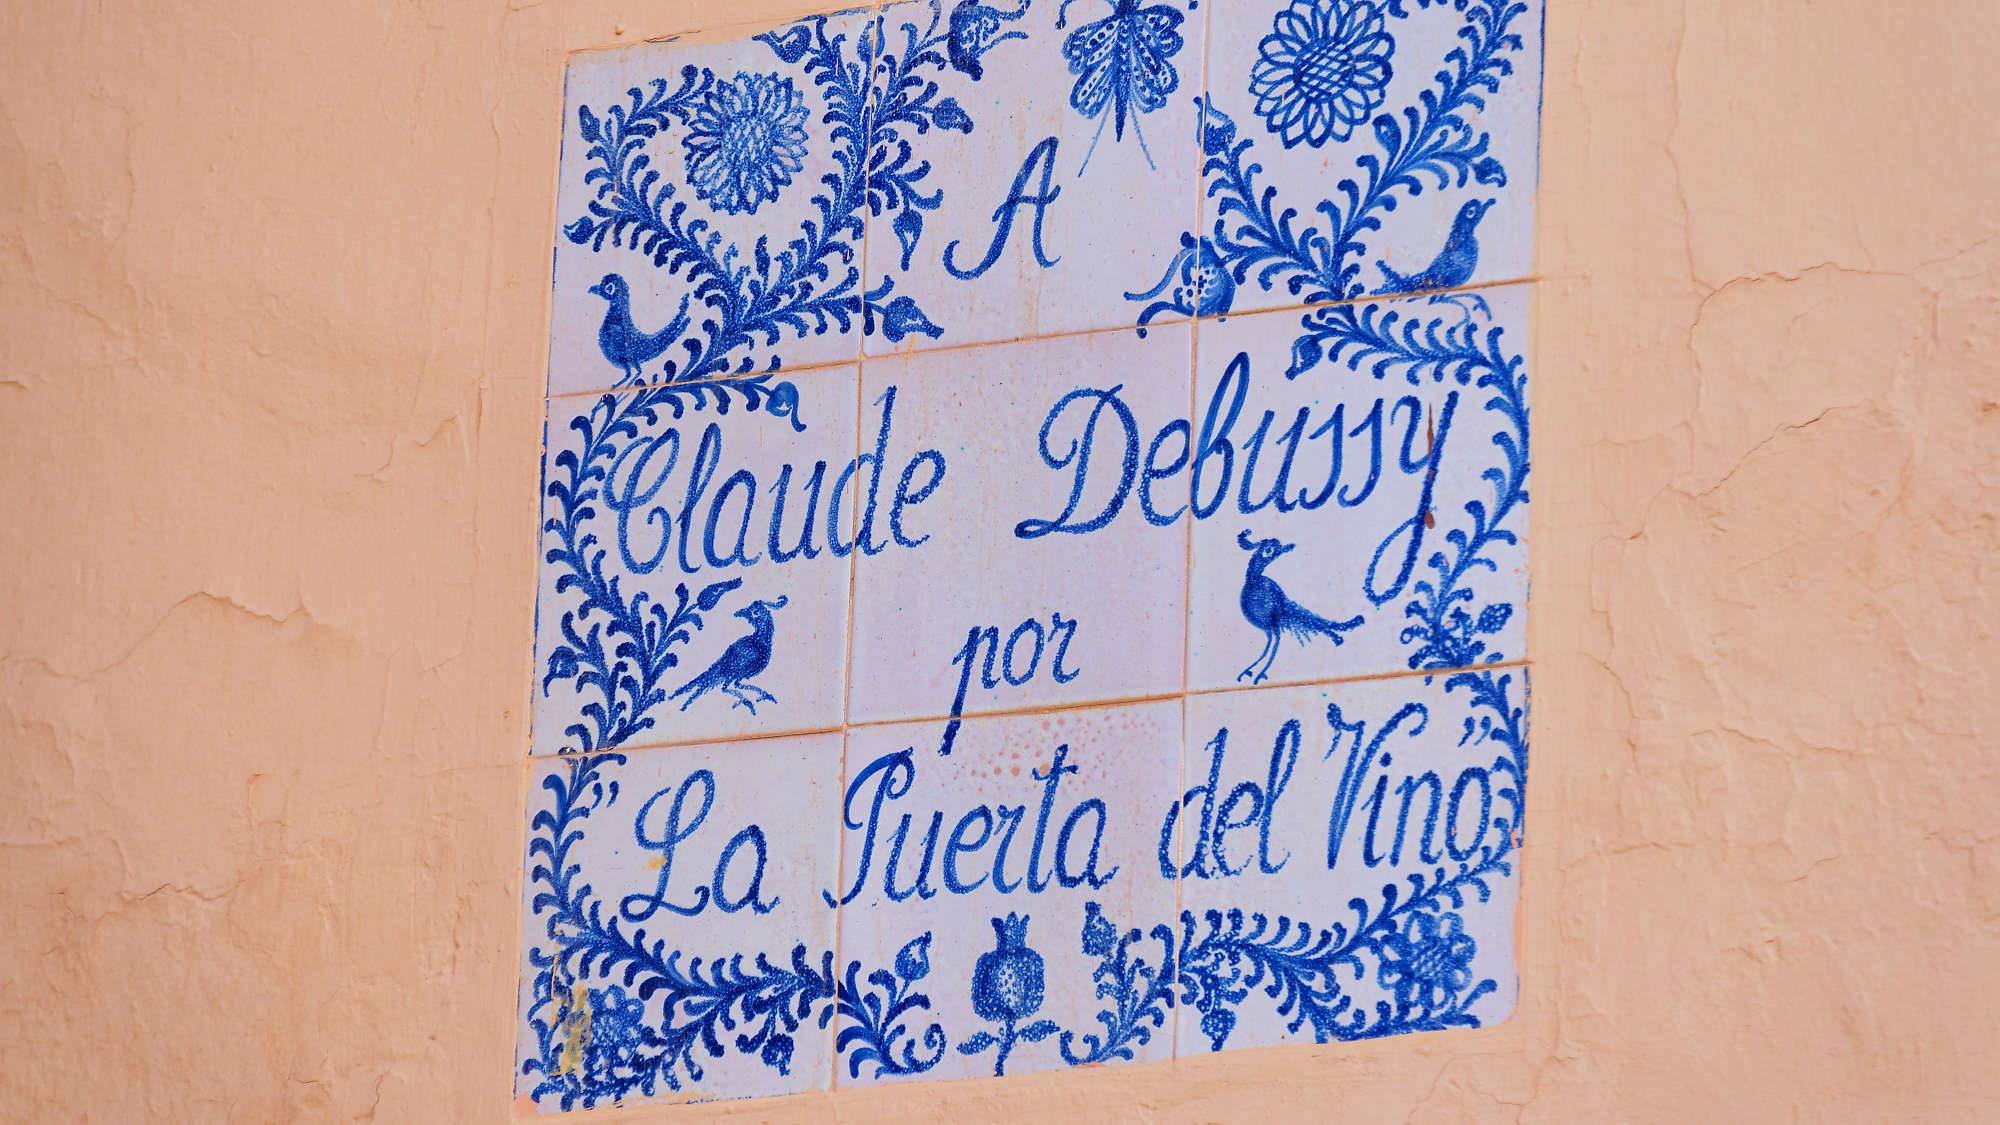 A
Claude Debussy
por
"La Puerta del Vino"